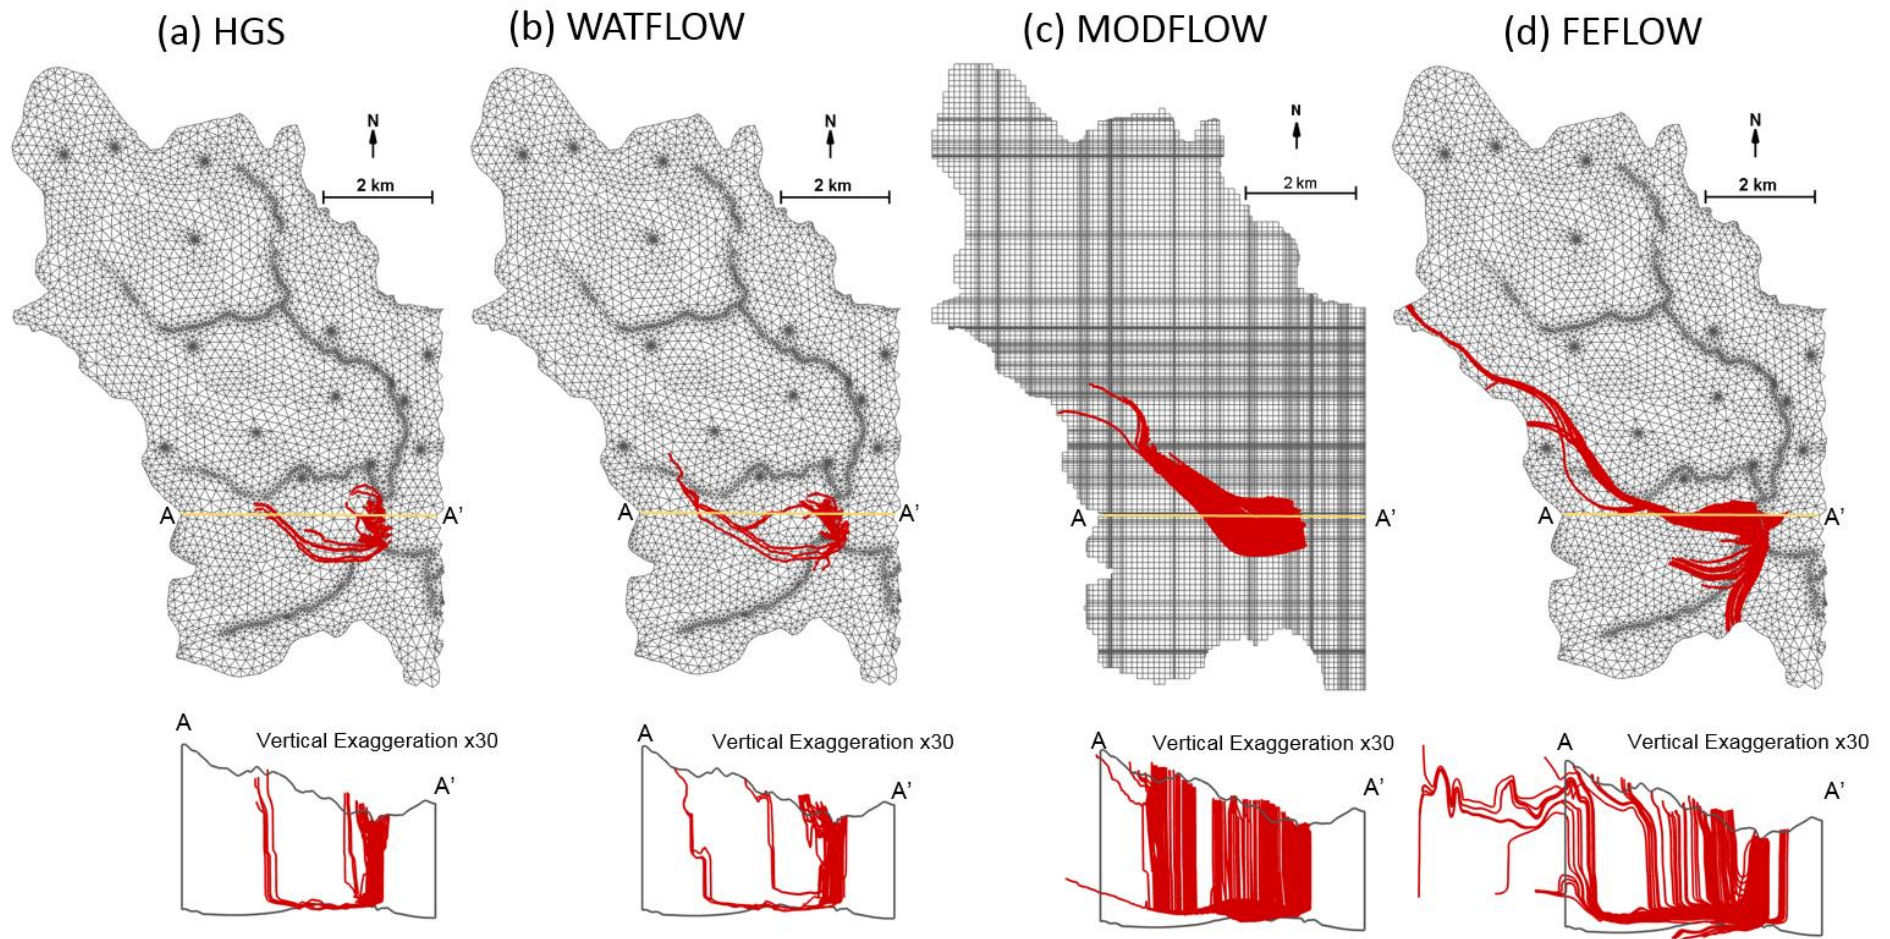 (a) HGS
(b) WATFLOW
(c) MODFLOW
(d) FEFLOW
N
2 km
N
2 km
N
2 km
N
2 km
A
A'
A
A'
A
A'
A
A'
A
Vertical Exaggeration x30
A'
A
Vertical Exaggeration x30
A'
A
Vertical Exaggeration x30
A'
A
Vertical Exaggeration x30
A'